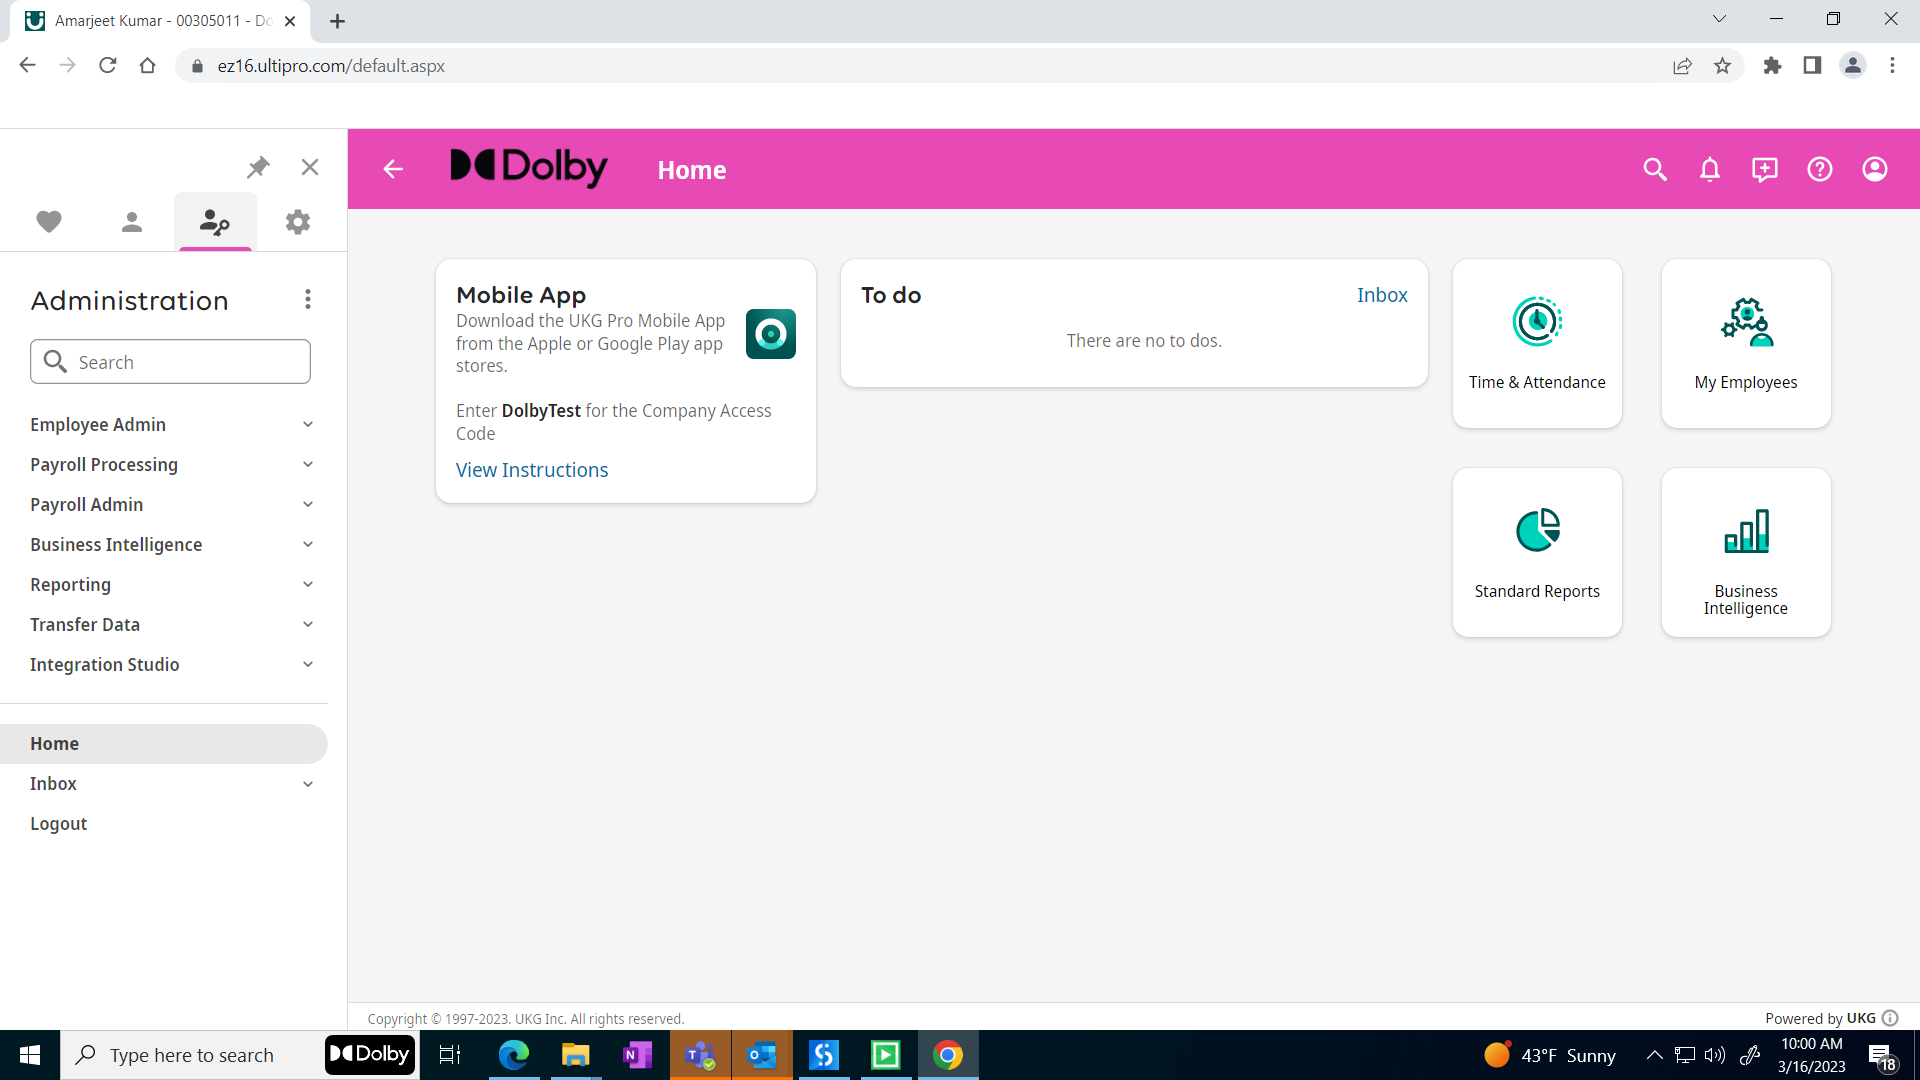 Amarjeet Kumar - 00305011 - Do
ez16.ultipro.com/default.aspx
Dolby
Home
Administration
Search
Employee Admin
Payroll Processing
Payroll Admin
Business Intelligence
Reporting
Transfer Data
Integration Studio
Home
Inbox
Logout
Mobile App
Download the UKG Pro Mobile App
from the Apple or Google Play app
stores.
Enter DolbyTest for the Company Access
Code
View Instructions
To do
Inbox
There are no to dos.
Time & Attendance
My Employees
Standard Reports
Business
Intelligence
Copyright © 1997-2023. UKG Inc. All rights reserved.
Powered by UKG
Type here to search
Dolby
43°F Sunny
10:00 AM
3/16/2023
18